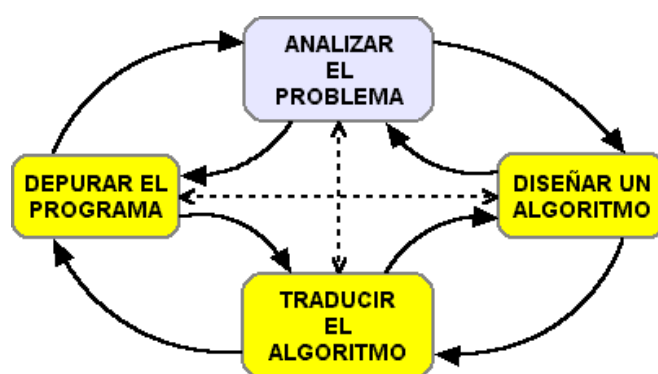 ANALIZAR
EL
PROBLEMA
DEPURAR EL
PROGRAMA
DISEÑAR UN
ALGORITMO
TRADUCIR
EL
ALGORITMO